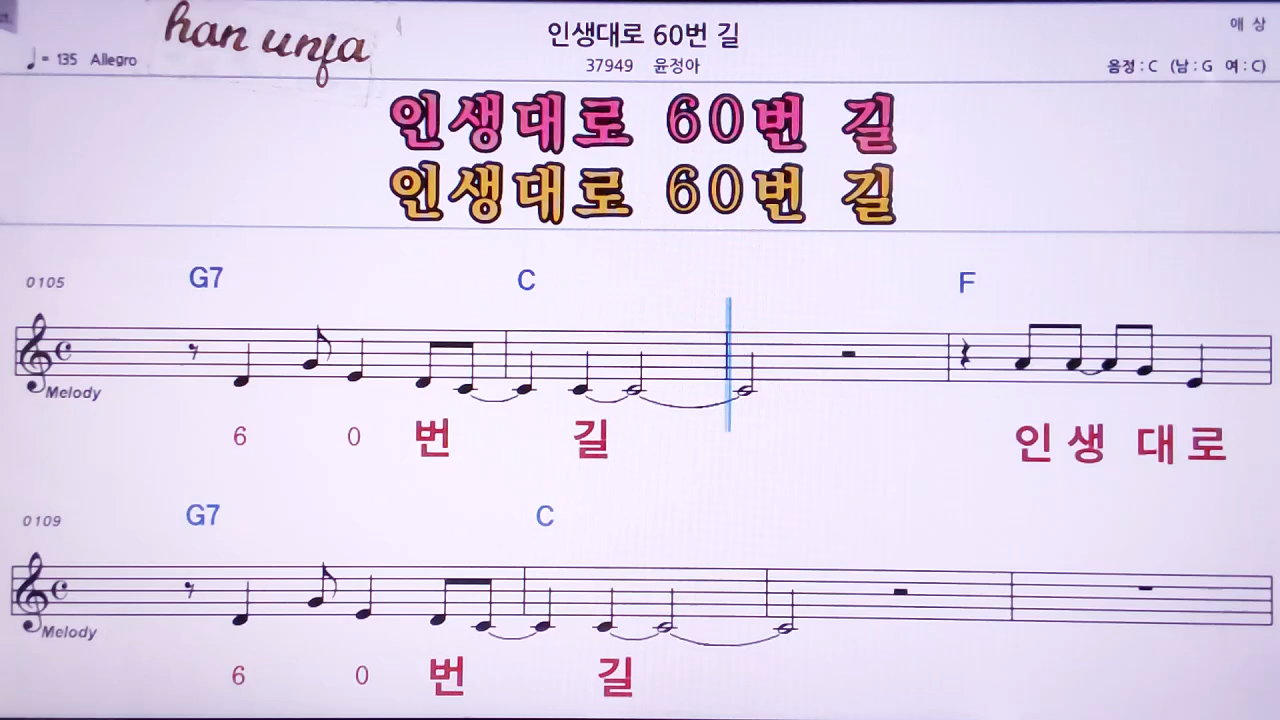 han unja
인생대로 60번 길
애 상
♩= 135 Allegro
37949 윤정아
음정 : C (남 : G 여 : C)
인생대로 60번 길
인생대로 60번 길
0105 G7 C F
Melody
6 0 번 길 인 생 대 로
0109 G7 C
Melody
6 0 번 길